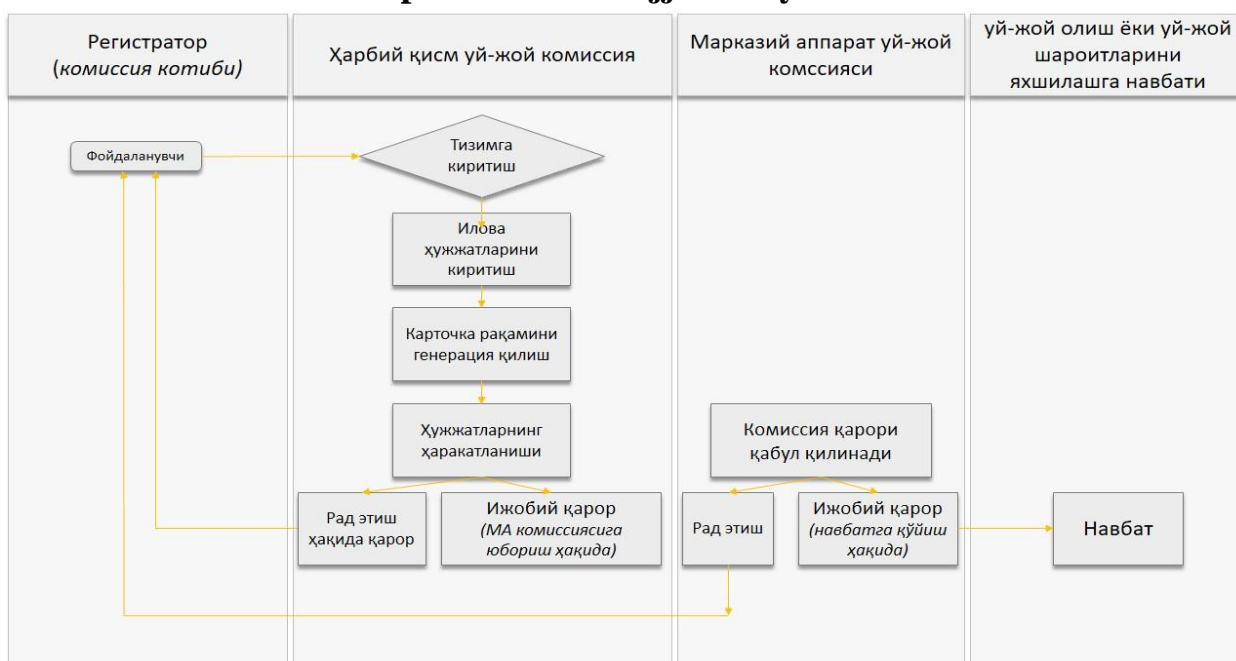 Регистратор
(комиссия котиби)
Ҳарбий қисм уй-жой комиссия
Марказий аппарат уй-жой
комссияси
уй-жой олиш ёки уй-жой
шароитларини
яхшилашга навбати
Фойдаланувчи
Тизимга
киритиш
Илова
ҳужжатларини
киритиш
Карточка рақамини
генерация қилиш
Ҳужжатларнинг
ҳаракатланиши
Рад этиш
ҳақида қарор
Ижобий қарор
(МА комиссиясига
юбориш ҳақида)
Комиссия қарори
қабул қилинади
Рад этиш
Ижобий қарор
(навбатга қўйиш
ҳақида)
Навбат